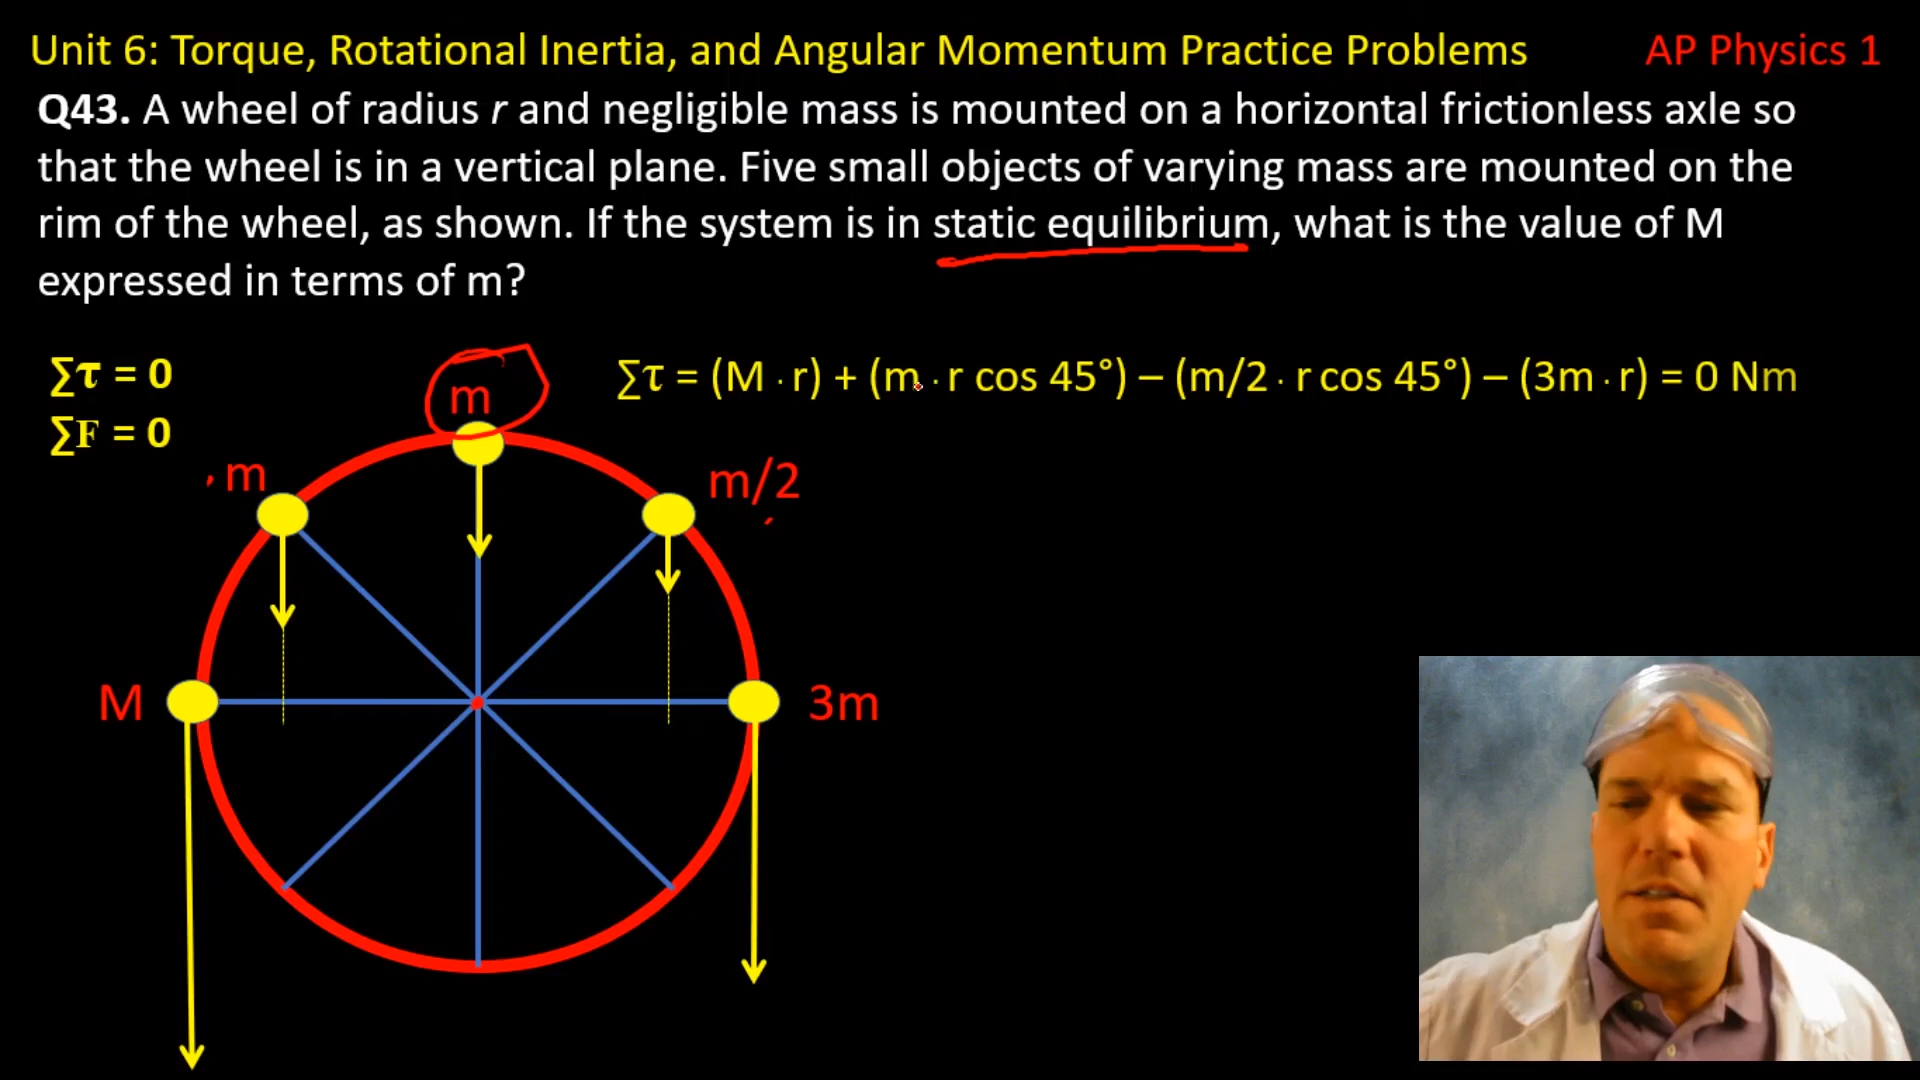 Unit 6: Torque, Rotational Inertia, and Angular Momentum Practice Problems AP Physics 1
Q43. A wheel of radius r and negligible mass is mounted on a horizontal frictionless axle so
that the wheel is in a vertical plane. Five small objects of varying mass are mounted on the
rim of the wheel, as shown. If the system is in static equilibrium, what is the value of M
expressed in terms of m?
∑τ = 0
∑F = 0
∑τ = (M · r) + (m · r cos 45°) – (m/2 · r cos 45°) – (3m · r) = 0 Nm
m
m
m/2
M
3m